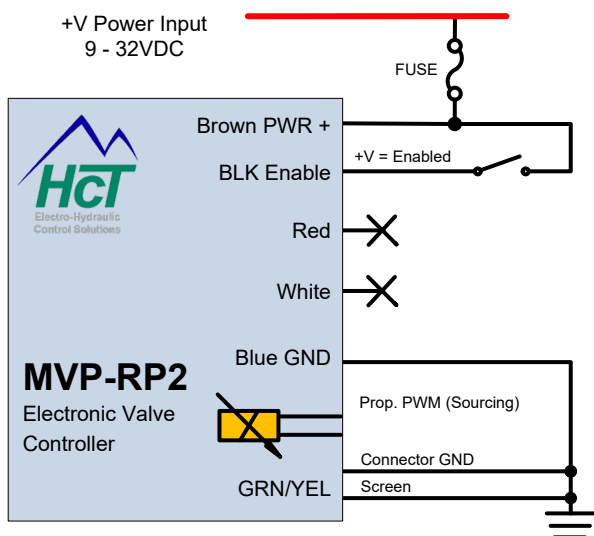 +V Power Input
9 - 32VDC
FUSE
Brown PWR +
+V = Enabled
BLK Enable
HCT
Electro-Hydraulic
Control Solutions
Red
White
Blue GND
MVP-RP2
Electronic Valve
Controller
Prop. PWM (Sourcing)
Connector GND
GRN/YEL
Screen